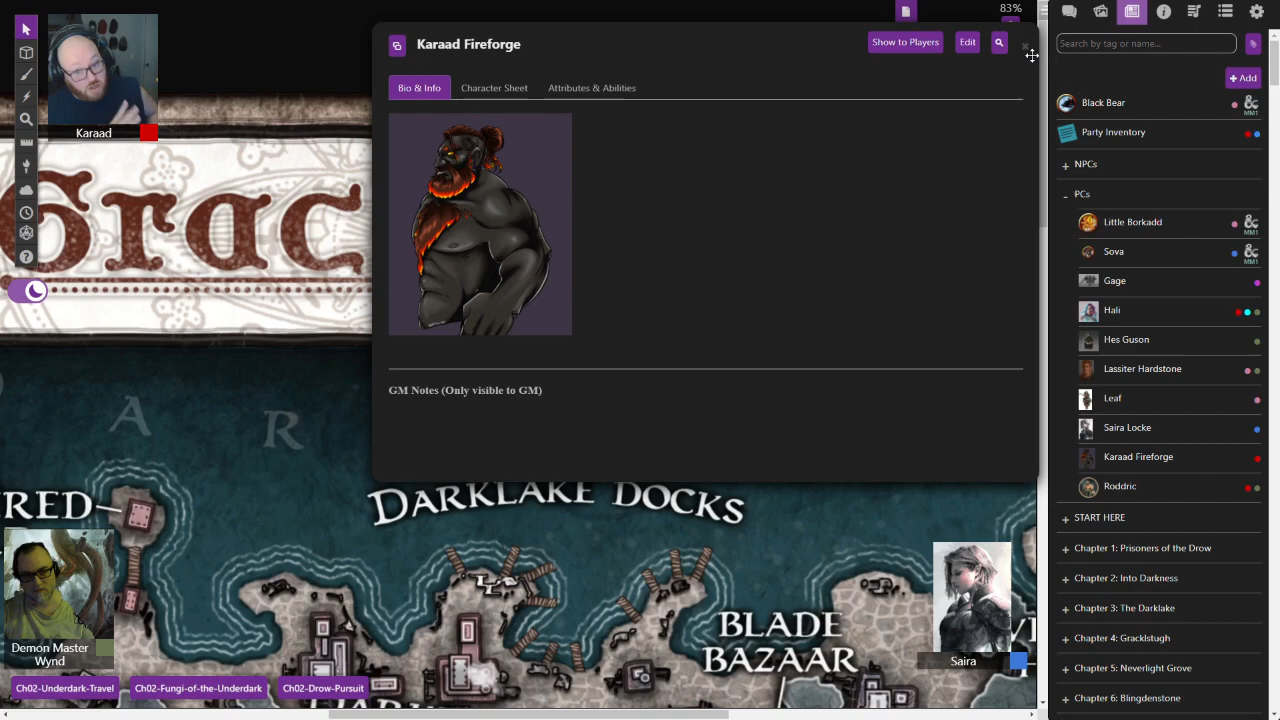 83%
Karaad Fireforge
Show to Players
Edit
Bio & Info
Character Sheet
Attributes & Abilities
GM Notes (Only visible to GM)
Karaad
Grac
A R
RED
DARKLAKE DOCKS
BLADE
BAZAAR
Demon Master
Wynd
Saira
Ch02-Underdark-Travel
Ch02-Fungi-of-the-Underdark
Ch02-Drow-Pursuit
Search by tag or name...
+ Add
Black Bear
&
MM1
Party Inventory
+ NPCs
- PCs
Little Borkadd
&
MM1
Sova
&
MM1
Gage
Hali
Hes Guson
Lassiter Hardstone
Leaf
Saira Locke
Karaad Fireforge
Roddric
+ START HERE
+ Chapter 1: Prisoners of the Drow
+ Chapter 2: Into Darkness
+ Chapter 3: The Darklake
+ Chapter 4: Gracklstugh
+ Chapter 5: Neverlight Grove
+ Chapter 6: Blingdenstone